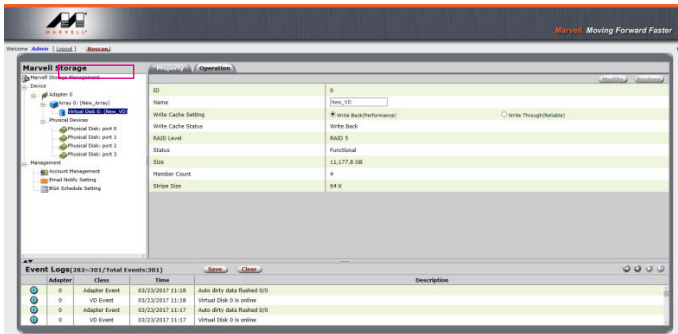 MARVELL
Marvell. Moving Forward Faster
Welcome Admin [ Logout ] Rescan
Marvell Storage
Property Operation
Marvell Storage Management
Device
Adapter 0
Array 0: (New_Array)
Virtual Disk 0: (New_VD)
Physical Devices
Physical Disk: port 0
Physical Disk: port 1
Physical Disk: port 2
Physical Disk: port 3
Management
Account Management
Email Notify Setting
BGA Schedule Setting
ID 0
Name New_VD
Write Cache Setting Write Back(Performance) Write Through(Reliable)
Write Cache Status Write Back
RAID Level RAID 5
Status Functional
Size 11,177.8 GB
Member Count 4
Stripe Size 64 K
Event Logs(282~301/Total Events:301) Save Clear
Adapter Class Time Description
0 Adapter Event 03/23/2017 11:18 Auto dirty data flushed 0/0
0 VD Event 03/23/2017 11:18 Virtual Disk 0 is online
0 Adapter Event 03/23/2017 11:17 Auto dirty data flushed 0/0
0 VD Event 03/23/2017 11:17 Virtual Disk 0 is online